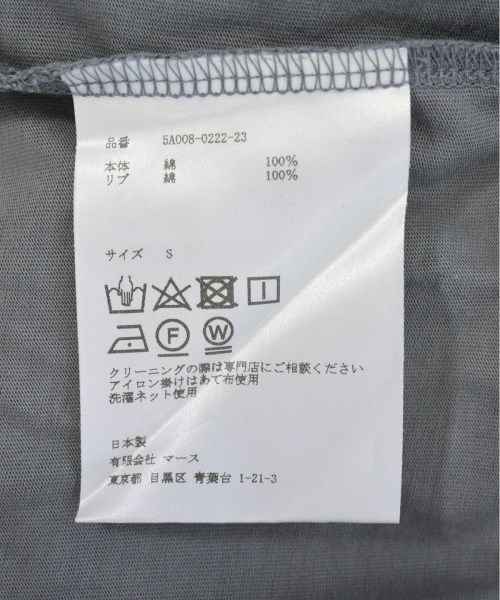 品番 5A008-0222-23
本体 綿 100%
リブ 綿 100%
サイズ S
F W
クリーニングの際は専門店にご相談ください
アイロン掛けはあて布使用
洗濯ネット使用
日本製
有限会社 マース
東京都 目黒区 青葉台 1-21-3